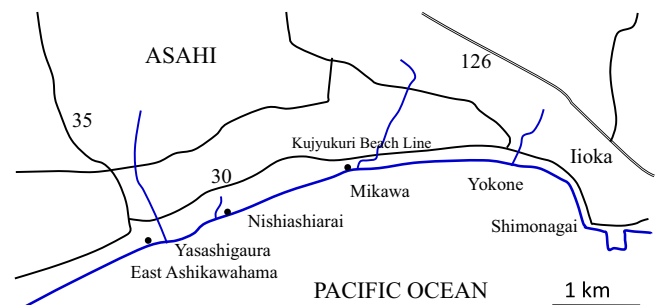 ASAHI
126
35
Kujyukuri Beach Line
Iioka
30
Mikawa
Yokone
Nishiashiarai
Shimonagai
Yasashigaura
East Ashikawahama
PACIFIC OCEAN
1 km